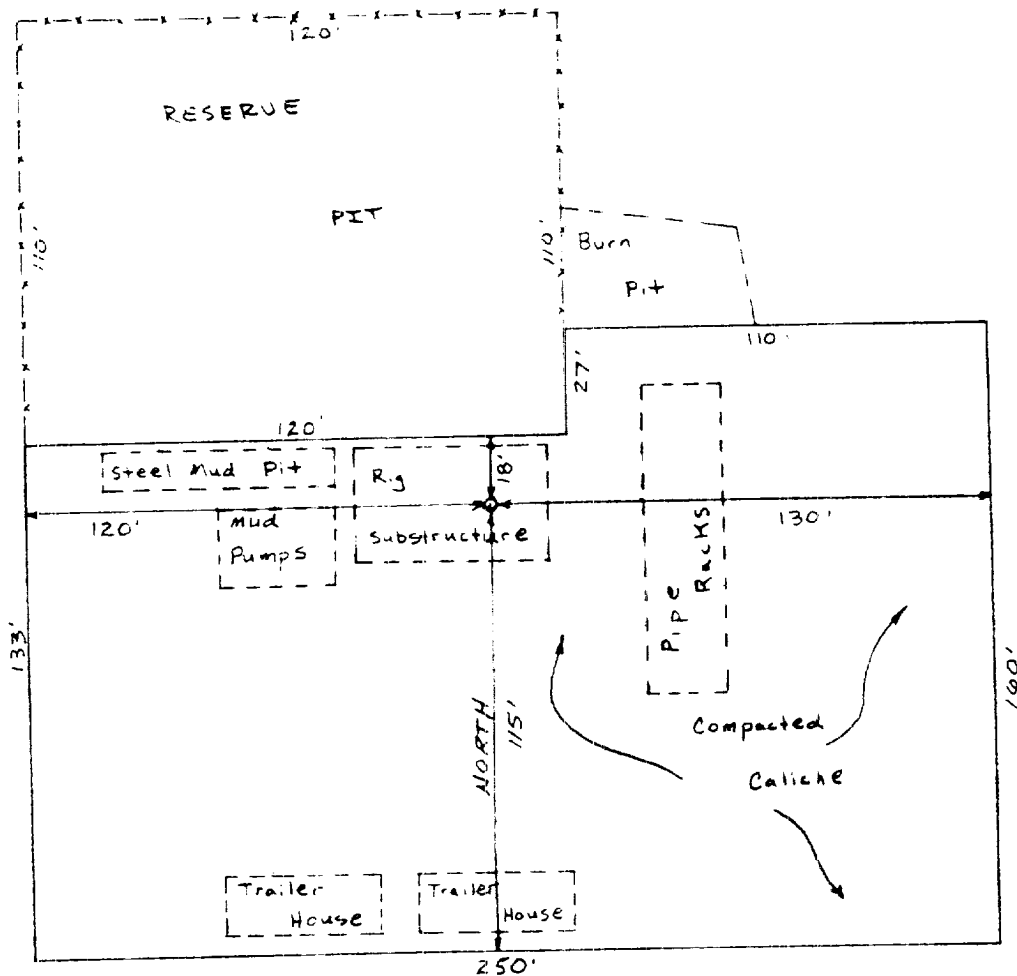 120'
RESERVE
PIT
110'
110'
Burn
Pit
110
27'
120'
Steel Mud Pit
Rig
18'
120'
Mud
Pumps
Substructure
130'
Pipe
Racks
133'
160'
NORTH
115'
Compacted
Caliche
Trailer
House
Trailer
House
250'